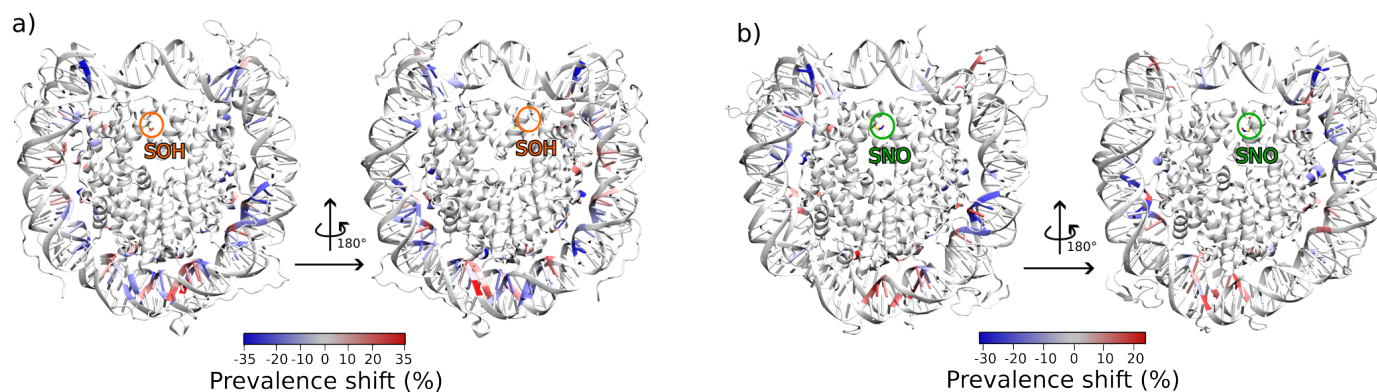 a)
SOH
SOH
180°
-35 -20 -10 0 10 20 35
Prevalence shift (%)
b)
SNO
SNO
180°
-30 -20 -10 0 10 20
Prevalence shift (%)